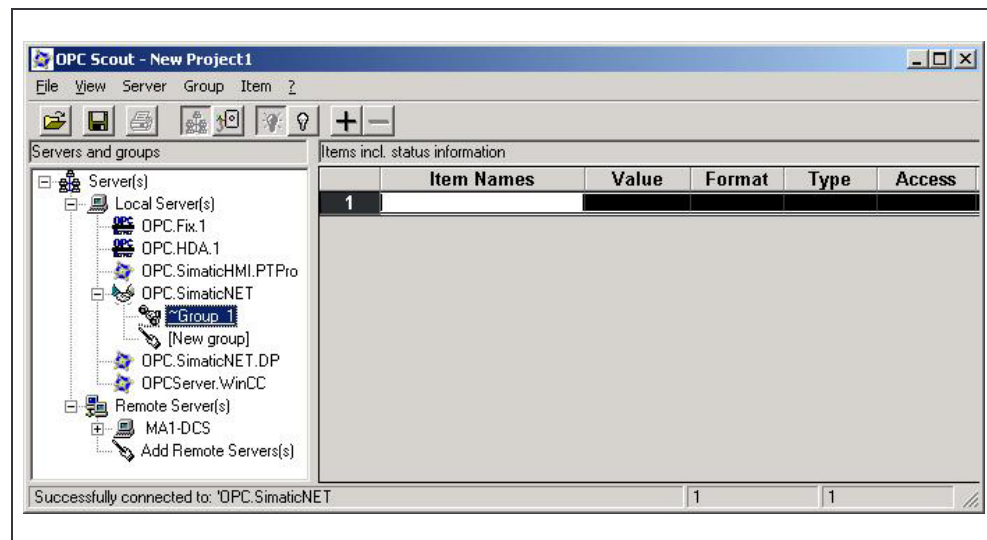 OPC Scout - New Project1
File View Server Group Item ?
Servers and groups
Items incl. status information
Server(s)
Local Server(s)
OPC.Fix.1
OPC.HDA.1
OPC.SimaticHMI.PTPro
OPC.SimaticNET
~Group_1
[New group]
OPC.SimaticNET.DP
OPCServer.WinCC
Remote Server(s)
MA1-DCS
Add Remote Servers(s)
Item Names Value Format Type Access
1
Successfully connected to: 'OPC.SimaticNET 1 1